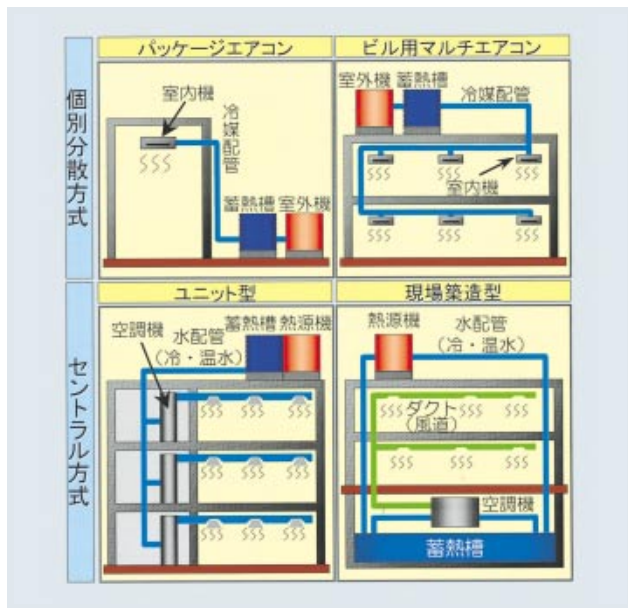 個別分散方式
パッケージエアコン
室内機
冷媒配管
蓄熱槽 室外機
ビル用マルチエアコン
室外機 蓄熱槽
冷媒配管
室内機
セントラル方式
ユニット型
空調機
水配管
(冷・温水)
蓄熱槽 熱源機
現場築造型
熱源機
水配管
(冷・温水)
ダクト
(風道)
空調機
蓄熱槽